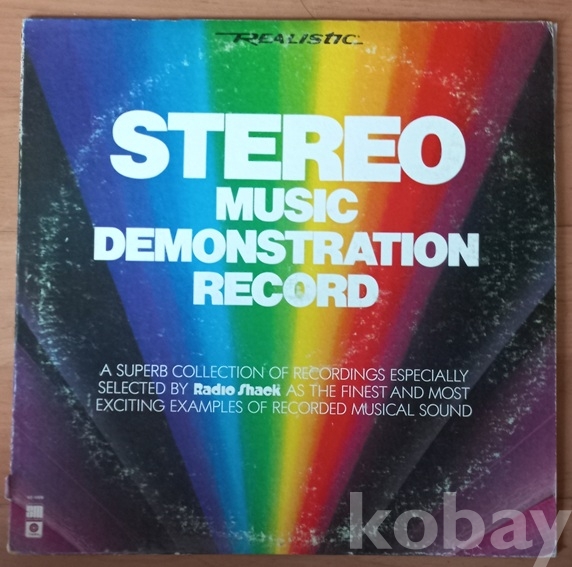 REALISTIC
STEREO
MUSIC
DEMONSTRATION
RECORD
A SUPERB COLLECTION OF RECORDINGS ESPECIALLY
SELECTED BY Radio Shack AS THE FINEST AND MOST
EXCITING EXAMPLES OF RECORDED MUSICAL SOUND
kobay